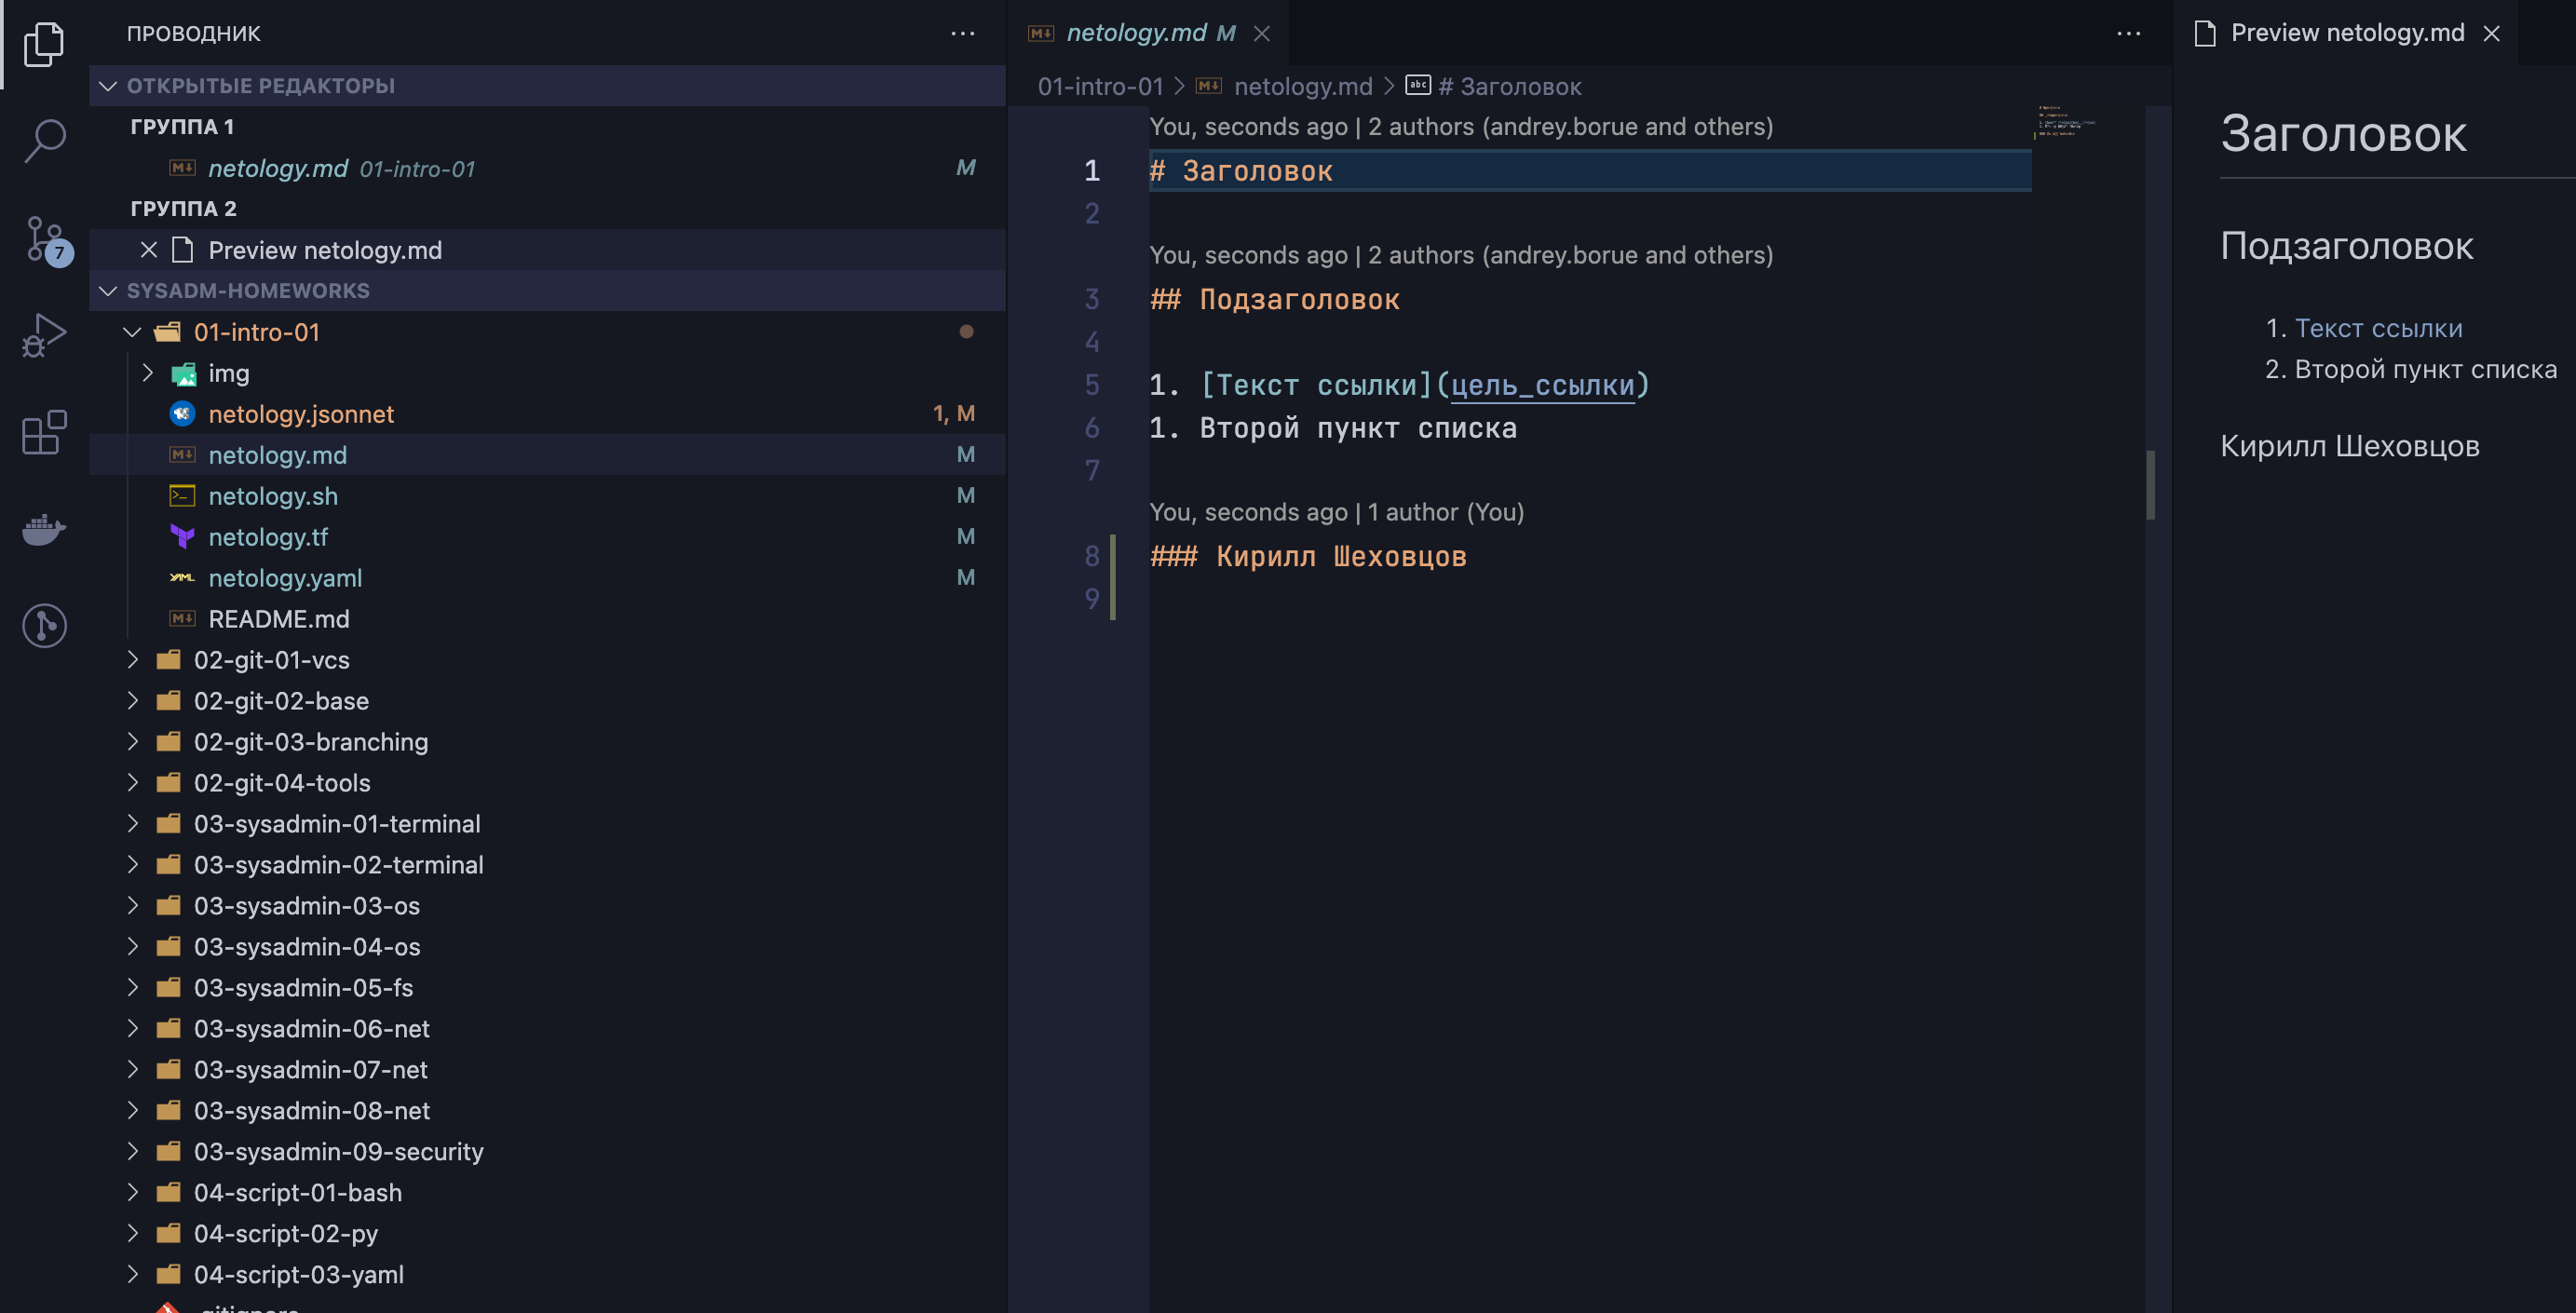 ПРОВОДНИК
ОТКРЫТЫЕ РЕДАКТОРЫ
ГРУППА 1
netology.md 01-intro-01 M
ГРУППА 2
Preview netology.md
SYSADM-HOMEWORKS
01-intro-01
img
netology.jsonnet 1, M
netology.md M
netology.sh M
netology.tf M
netology.yaml M
README.md
02-git-01-vcs
02-git-02-base
02-git-03-branching
02-git-04-tools
03-sysadmin-01-terminal
03-sysadmin-02-terminal
03-sysadmin-03-os
03-sysadmin-04-os
03-sysadmin-05-fs
03-sysadmin-06-net
03-sysadmin-07-net
03-sysadmin-08-net
03-sysadmin-09-security
04-script-01-bash
04-script-02-py
04-script-03-yaml
.gitignore
7
netology.md M
01-intro-01 > netology.md > # Заголовок
You, seconds ago | 2 authors (andrey.borue and others)
1 # Заголовок
2
You, seconds ago | 2 authors (andrey.borue and others)
3 ## Подзаголовок
4
5 1. [Текст ссылки](цель_ссылки)
6 1. Второй пункт списка
7
You, seconds ago | 1 author (You)
8 ### Кирилл Шеховцов
9
Preview netology.md
Заголовок
Подзаголовок
1. Текст ссылки
2. Второй пункт списка
Кирилл Шеховцов